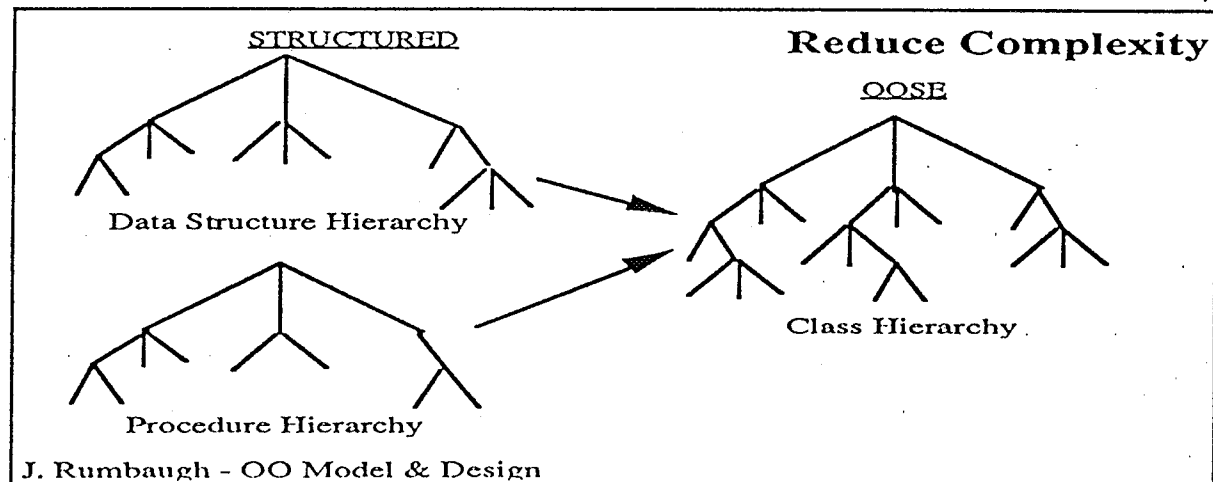 STRUCTURED
Reduce Complexity
OOSE
Data Structure Hierarchy
Class Hierarchy
Procedure Hierarchy
J. Rumbaugh - OO Model & Design